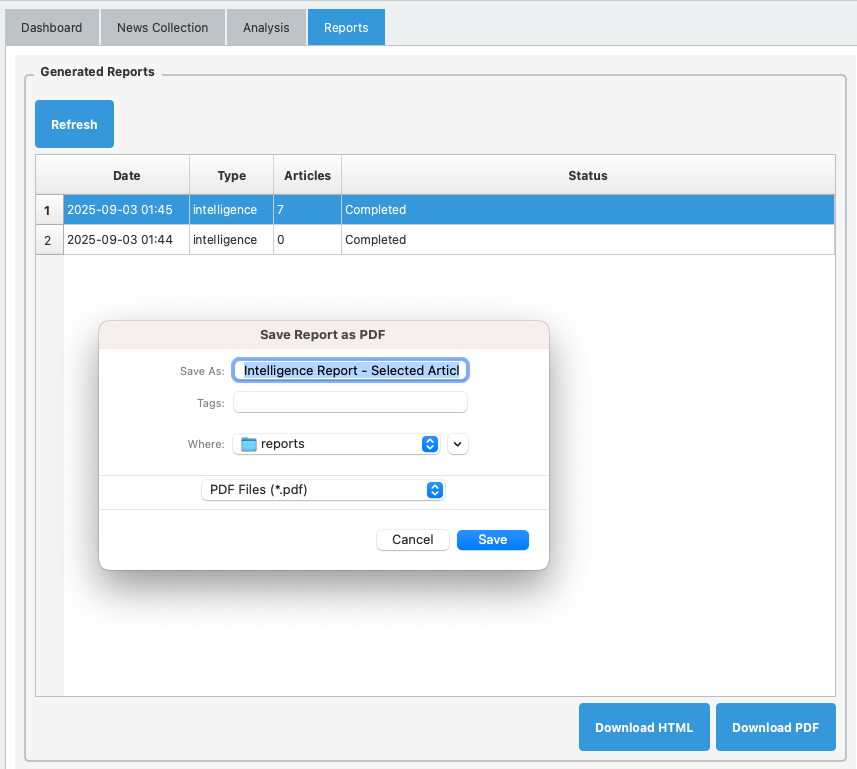 Dashboard News Collection Analysis Reports
Generated Reports
Refresh
Date Type Articles Status
1 2025-09-03 01:45 intelligence 7 Completed
2 2025-09-03 01:44 intelligence 0 Completed
Save Report as PDF
Save As: Intelligence Report - Selected Articl
Tags:
Where: reports
PDF Files (*.pdf)
Cancel Save
Download HTML Download PDF